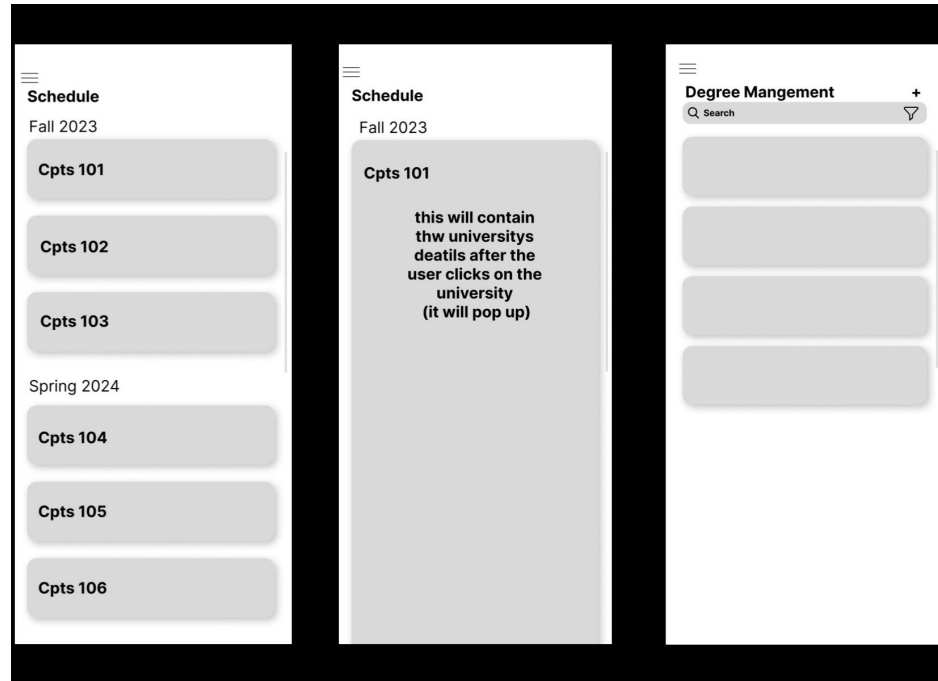 Schedule
Fall 2023
Cpts 101
Cpts 102
Cpts 103
Spring 2024
Cpts 104
Cpts 105
Cpts 106
Schedule
Fall 2023
Cpts 101
this will contain
thw universitys
deatils after the
user clicks on the
university
(it will pop up)
Degree Mangement +
Search